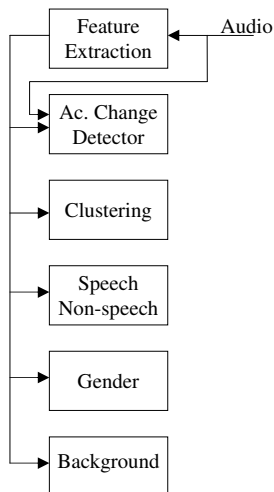 Feature
Extraction
Audio
Ac. Change
Detector
Clustering
Speech
Non-speech
Gender
Background